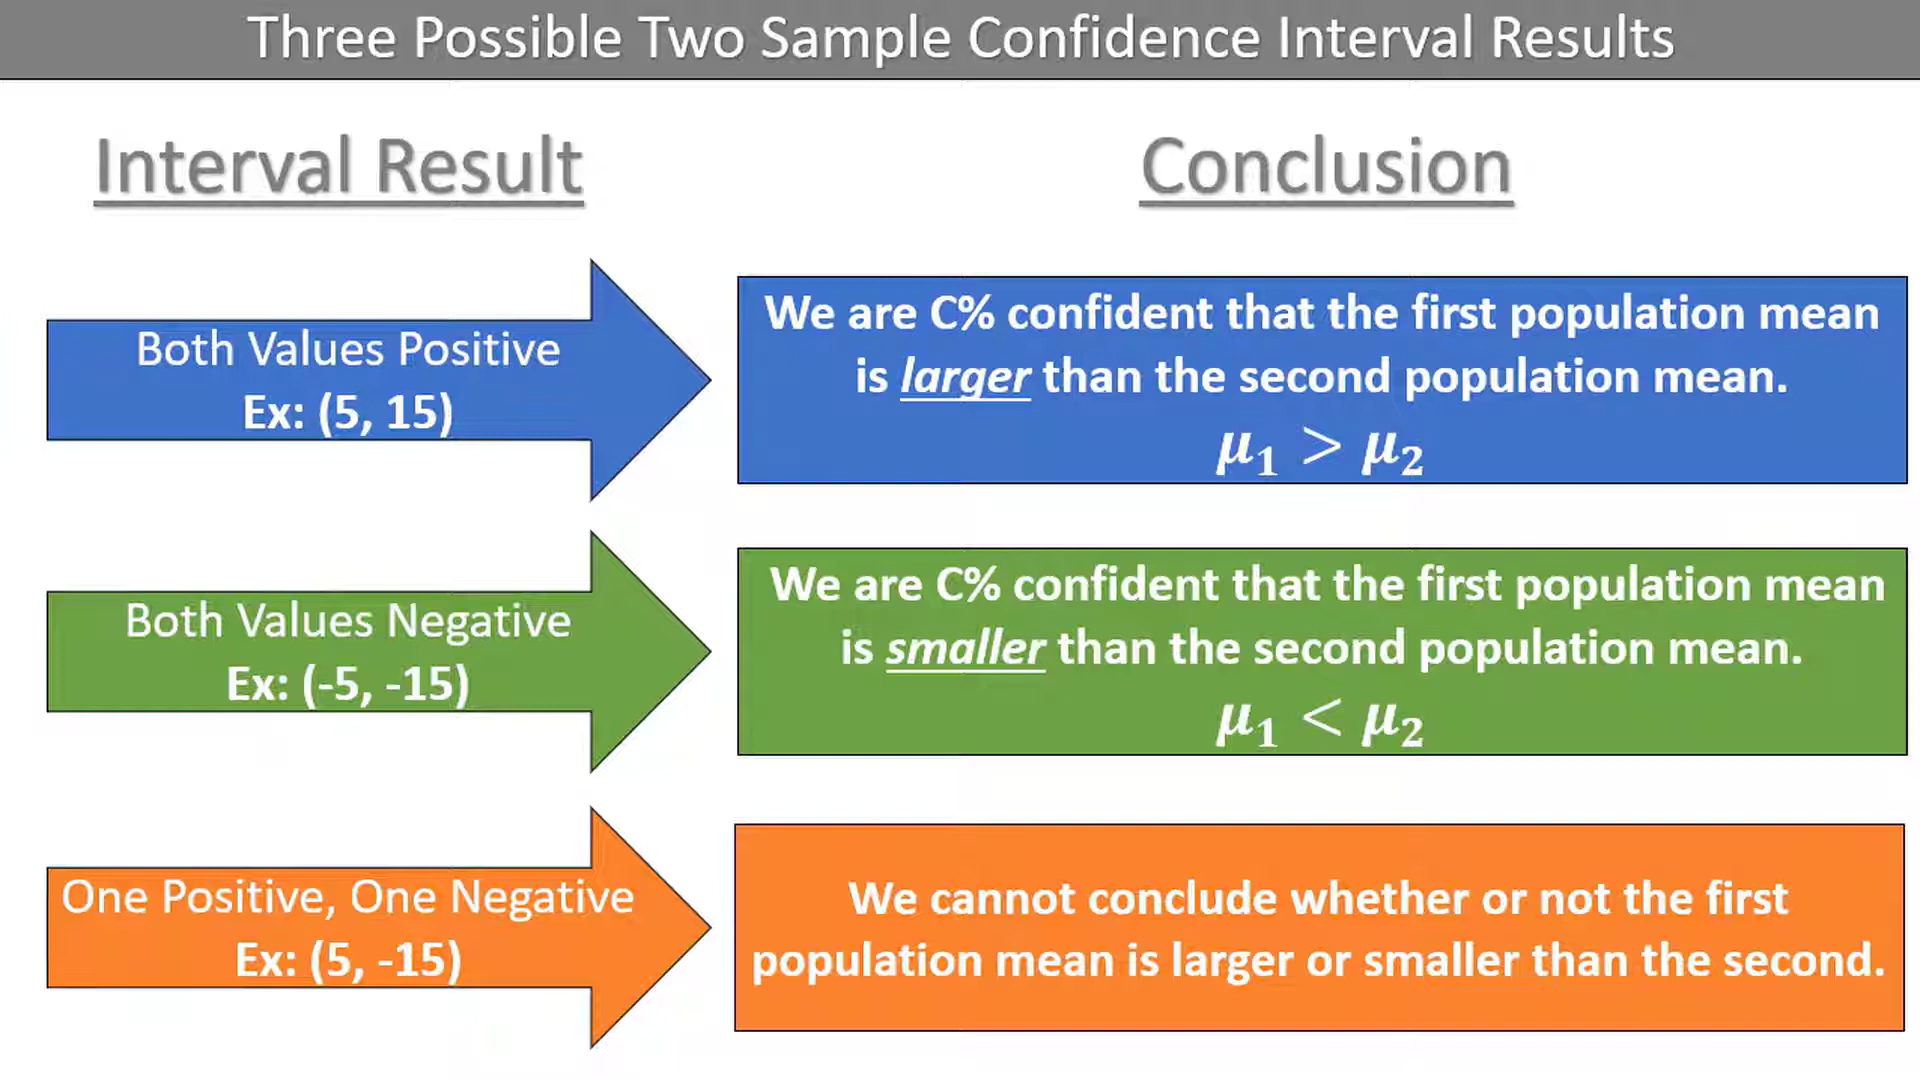 Three Possible Two Sample Confidence Interval Results
Interval Result
Conclusion
Both Values Positive
Ex: (5, 15)
We are C% confident that the first population mean
is larger than the second population mean.
μ₁ > μ₂
Both Values Negative
Ex: (-5, -15)
We are C% confident that the first population mean
is smaller than the second population mean.
μ₁ < μ₂
One Positive, One Negative
Ex: (5, -15)
We cannot conclude whether or not the first
population mean is larger or smaller than the second.